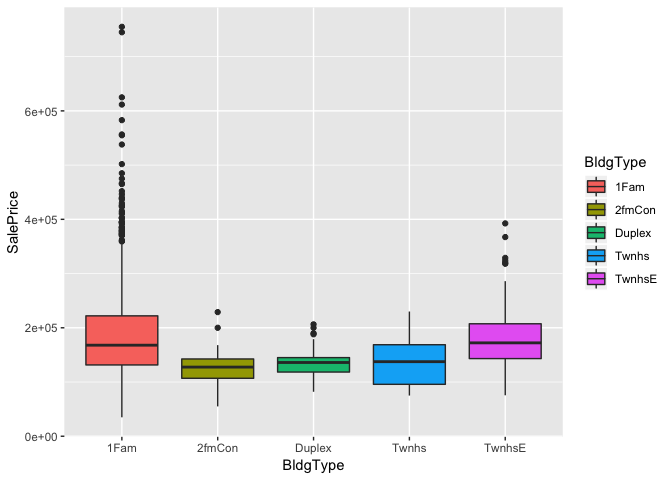 6e+05
4e+05
2e+05
0e+00
SalePrice
1Fam
2fmCon
Duplex
Twnhs
TwnhsE
BldgType
BldgType
1Fam
2fmCon
Duplex
Twnhs
TwnhsE